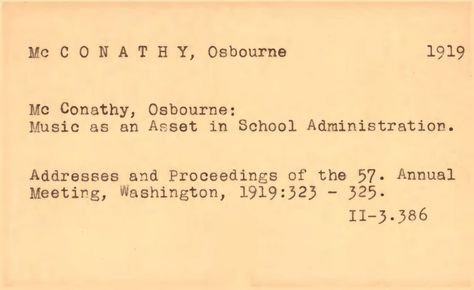 Mc C O N A T H Y, Osbourne 1919
Mc Conathy, Osbourne:
Music as an Asset in School Administration.
Addresses and Proceedings of the 57. Annual
Meeting, Washington, 1919:323 - 325.
II-3.386